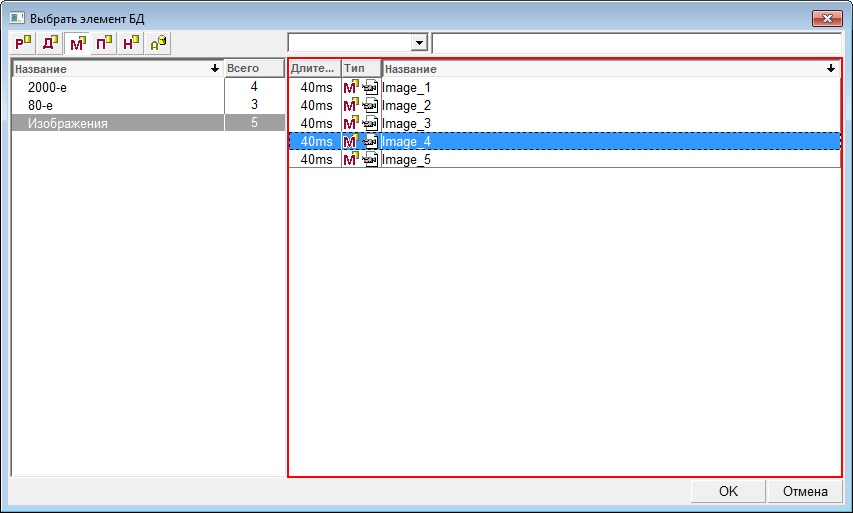 Выбрать элемент БД
Р Д М П Н А
Название Всего
2000-е 4
80-е 3
Изображения 5
Длите... Тип Название
40ms М Image_1
40ms М Image_2
40ms М Image_3
40ms М Image_4
40ms М Image_5
OK Отмена